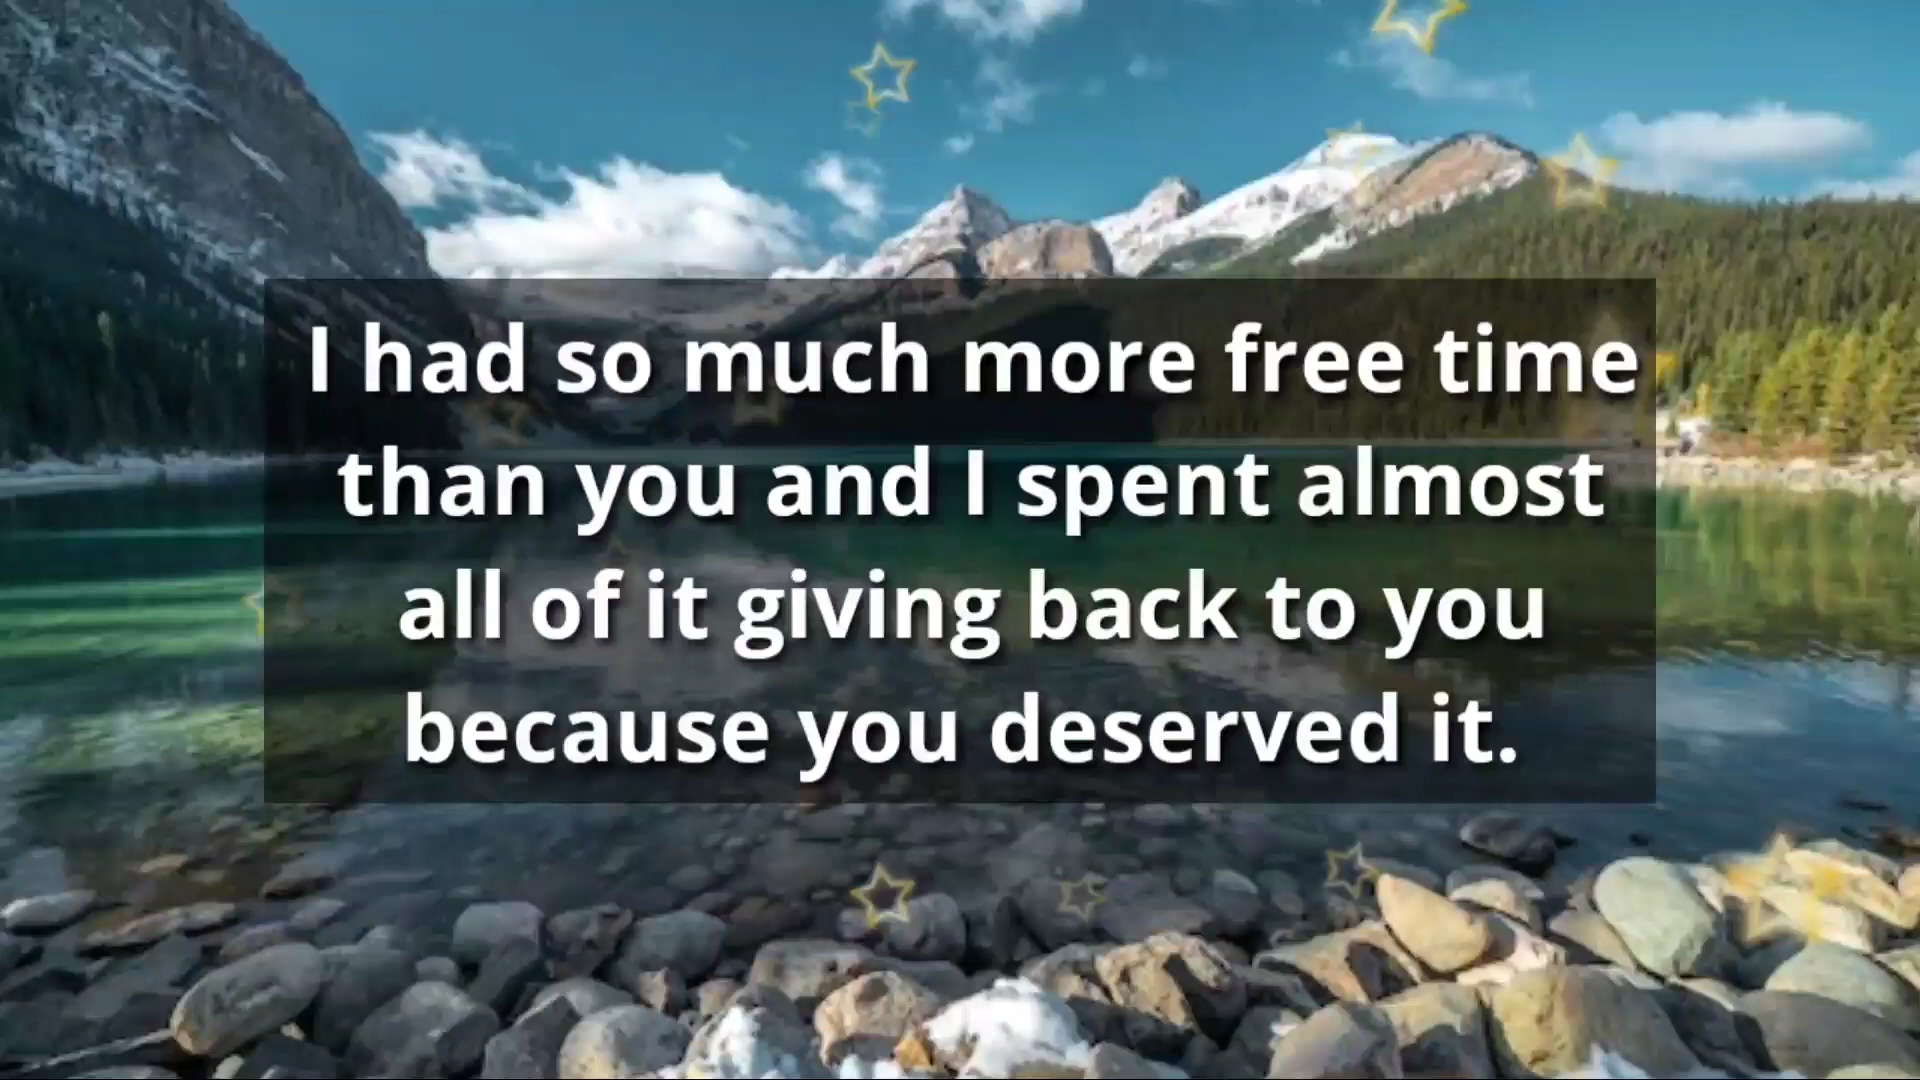 I had so much more free time
than you and I spent almost
all of it giving back to you
because you deserved it.